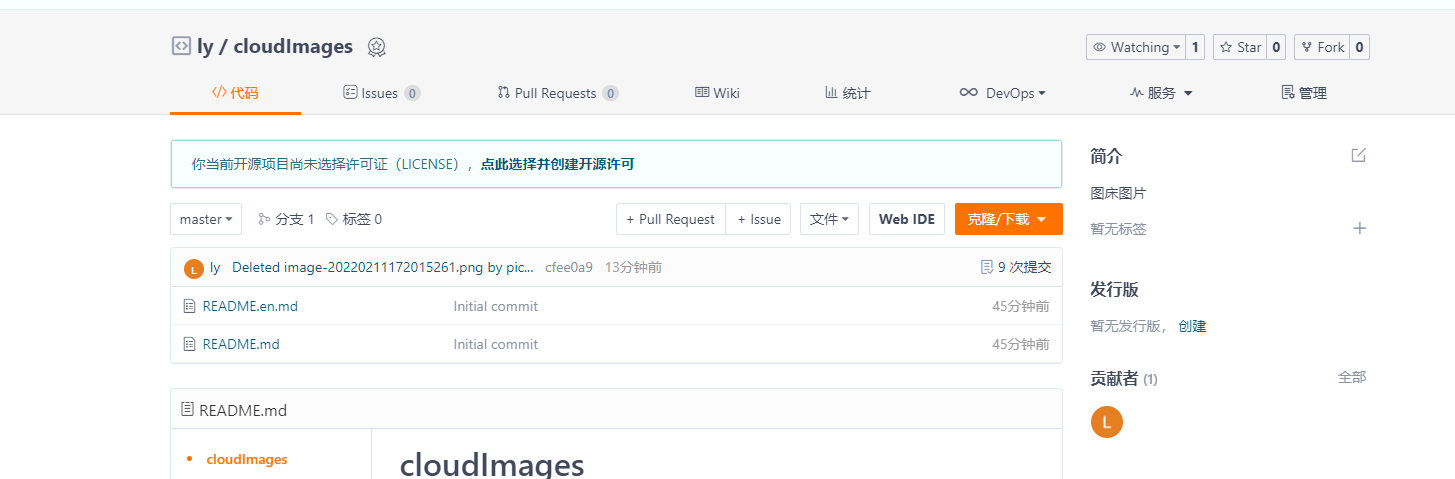 ly / cloudImages
Watching 1 Star 0 Fork 0
代码 Issues 0 Pull Requests 0 Wiki 统计 DevOps 服务 管理
你当前开源项目尚未选择许可证（LICENSE），点此选择并创建开源许可
master 分支 1 标签 0 + Pull Request + Issue 文件 Web IDE 克隆/下载
L ly Deleted image-20220211172015261.png by pic... cfee0a9 13分钟前 9 次提交
README.en.md Initial commit 45分钟前
README.md Initial commit 45分钟前
README.md
cloudImages
cloudImages
简介
图床图片
暂无标签
发行版
暂无发行版， 创建
贡献者 (1) 全部
L